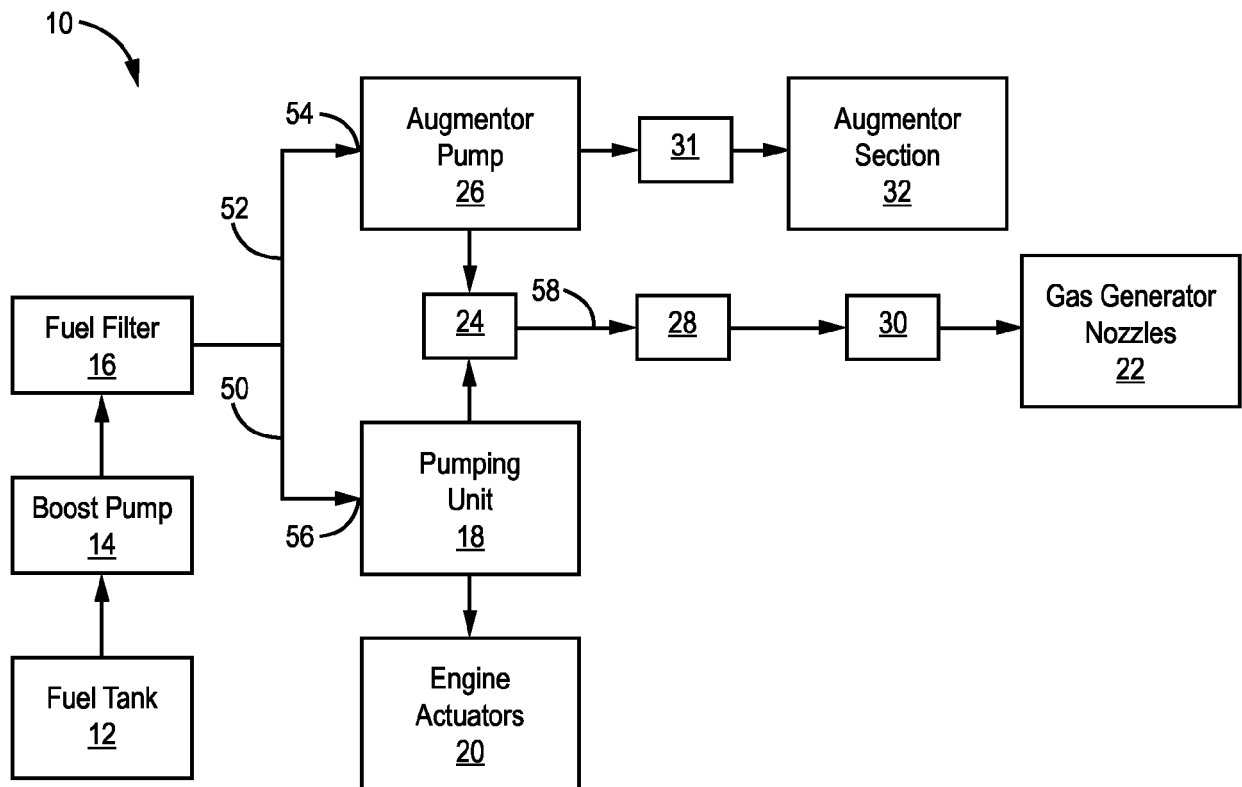 10
54
Augmentor
Pump
26
31
Augmentor
Section
32
52
24
58
28
30
Gas Generator
Nozzles
22
Fuel Filter
16
50
56
Pumping
Unit
18
Boost Pump
14
Fuel Tank
12
Engine
Actuators
20